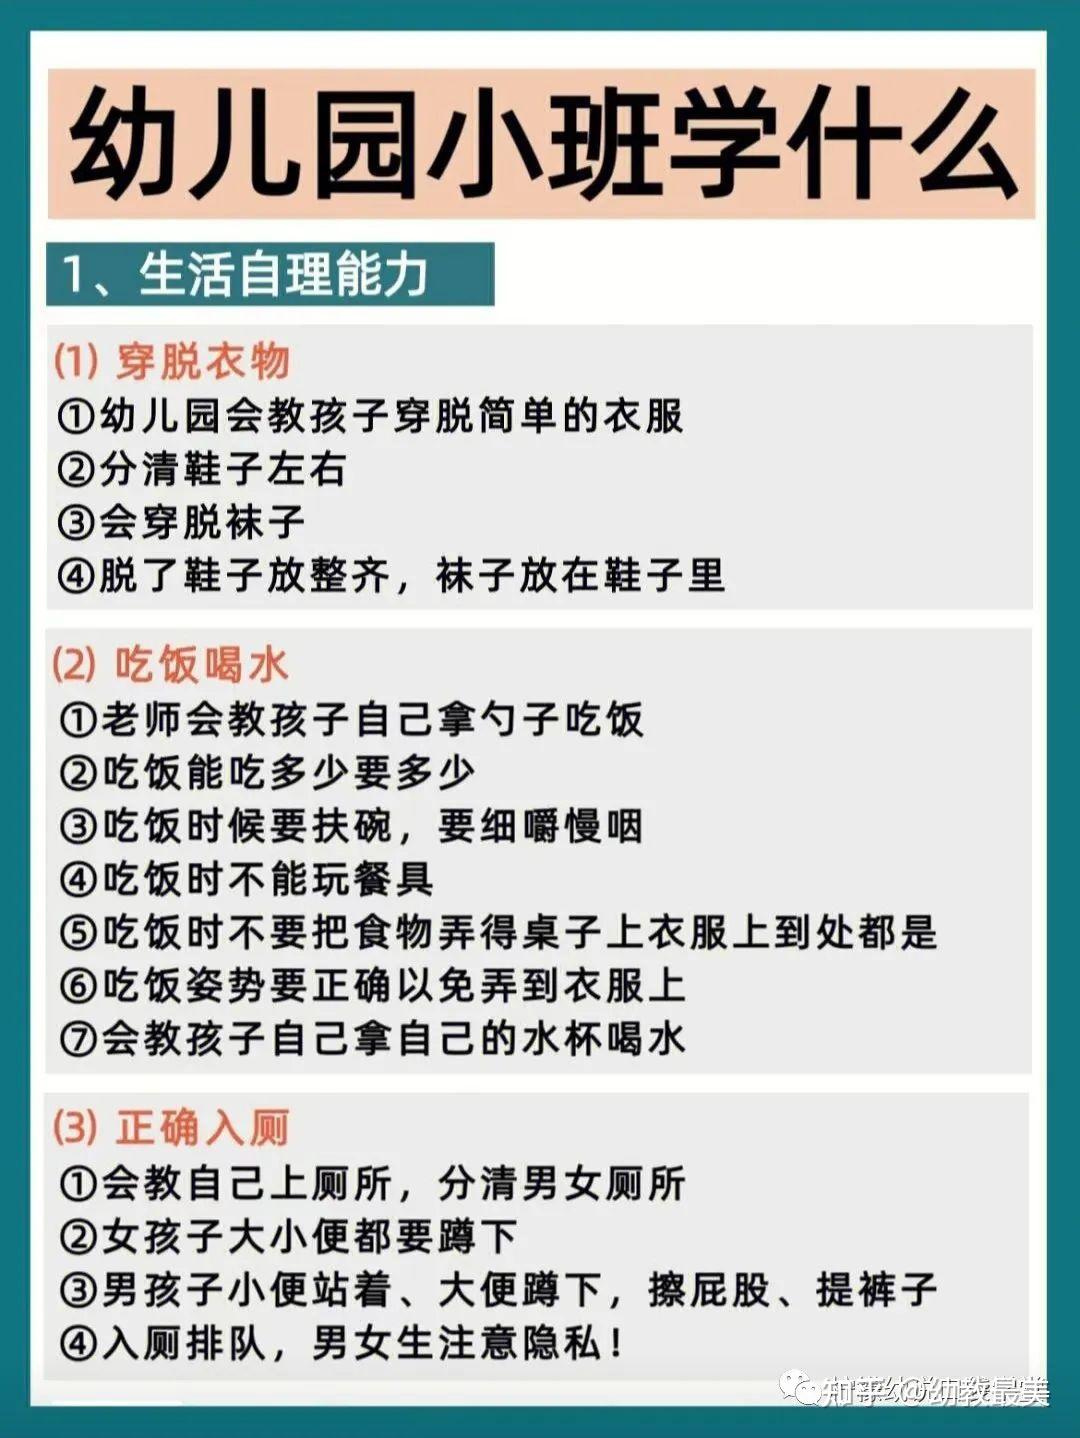 幼儿园小班学什么
1、生活自理能力
(1) 穿脱衣物
①幼儿园会教孩子穿脱简单的衣服
②分清鞋子左右
③会穿脱袜子
④脱了鞋子放整齐，袜子放在鞋子里
(2) 吃饭喝水
①老师会教孩子自己拿勺子吃饭
②吃饭能吃多少要多少
③吃饭时候要扶碗，要细嚼慢咽
④吃饭时不能玩餐具
⑤吃饭时不要把食物弄得桌子上衣服上到处都是
⑥吃饭姿势要正确以免弄到衣服上
⑦会教孩子自己拿自己的水杯喝水
(3) 正确入厕
①会教自己上厕所，分清男女厕所
②女孩子大小便都要蹲下
③男孩子小便站着、大便蹲下，擦屁股、提裤子
④入厕排队，男女生注意隐私！
知乎 @幼教最美